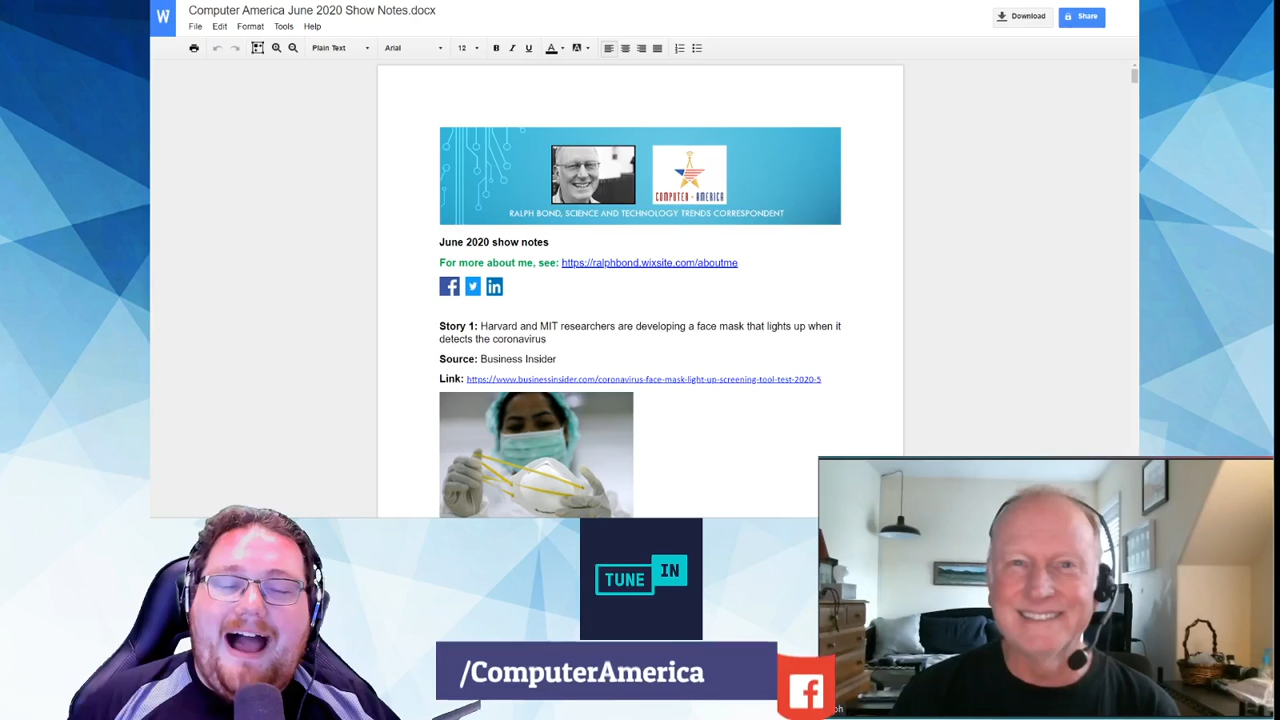 Computer America June 2020 Show Notes.docx
File Edit Format Tools Help
Download
Share
Plain Text Arial 12 B I U A A
COMPUTER AMERICA
RALPH BOND, SCIENCE AND TECHNOLOGY TRENDS CORRESPONDENT
June 2020 show notes
For more about me, see: https://ralphbond.wixsite.com/aboutme
Story 1: Harvard and MIT researchers are developing a face mask that lights up when it
detects the coronavirus
Source: Business Insider
Link: https://www.businessinsider.com/coronavirus-face-mask-light-up-screening-tool-test-2020-5
TUNE IN
/ComputerAmerica